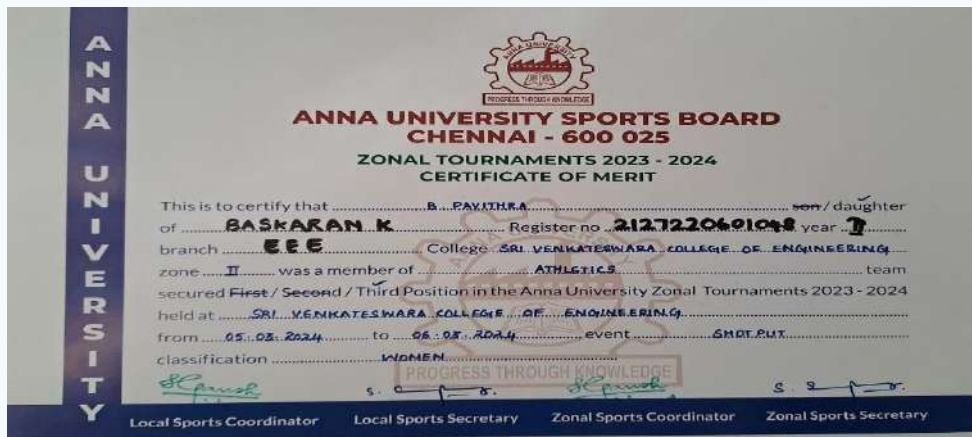 ANNA UNIVERSITY
ANNA UNIVERSITY
PROGRESS THROUGH KNOWLEDGE
ANNA UNIVERSITY SPORTS BOARD
CHENNAI - 600 025
ZONAL TOURNAMENTS 2023 - 2024
CERTIFICATE OF MERIT
This is to certify that B. PAVITHRA son / daughter
of BASKARAN K Register no 2127220601048 year II
branch EEE College SRI VENKATESWARA COLLEGE OF ENGINEERING
zone II was a member of ATHLETICS team
secured First / Second / Third Position in the Anna University Zonal Tournaments 2023 - 2024
held at SRI VENKATESWARA COLLEGE OF ENGINEERING
from 05.03.2024 to 06.03.2024 event SHOT PUT
classification WOMEN
PROGRESS THROUGH KNOWLEDGE
Local Sports Coordinator Local Sports Secretary Zonal Sports Coordinator Zonal Sports Secretary